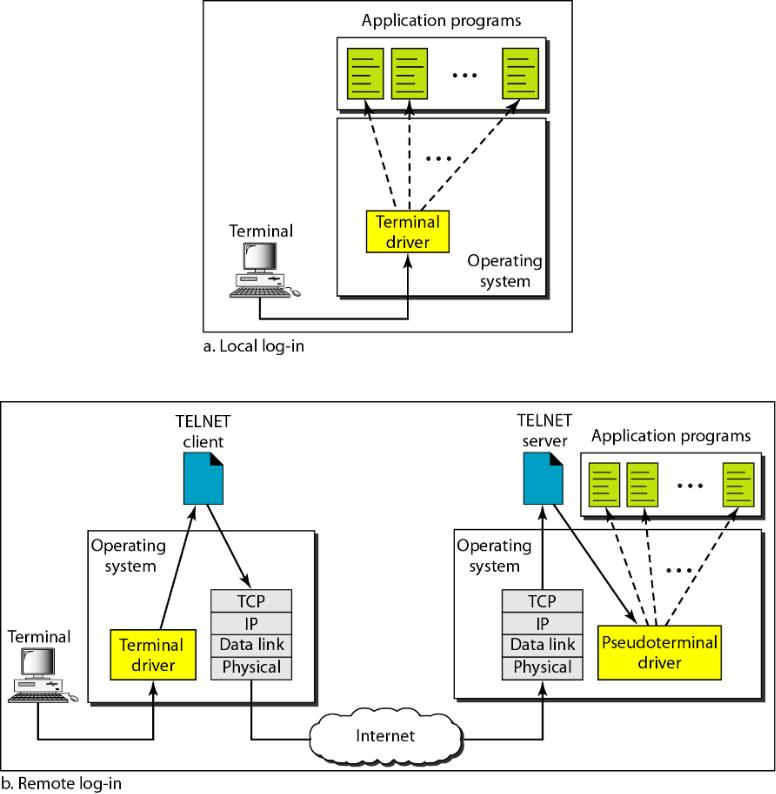 Application programs
Terminal
driver
Terminal
Operating
system
a. Local log-in
TELNET
client
TELNET
server
Application programs
Operating
system
Operating
system
TCP
IP
Data link
Physical
TCP
IP
Data link
Physical
Terminal
Terminal
driver
Pseudoterminal
driver
Internet
b. Remote log-in